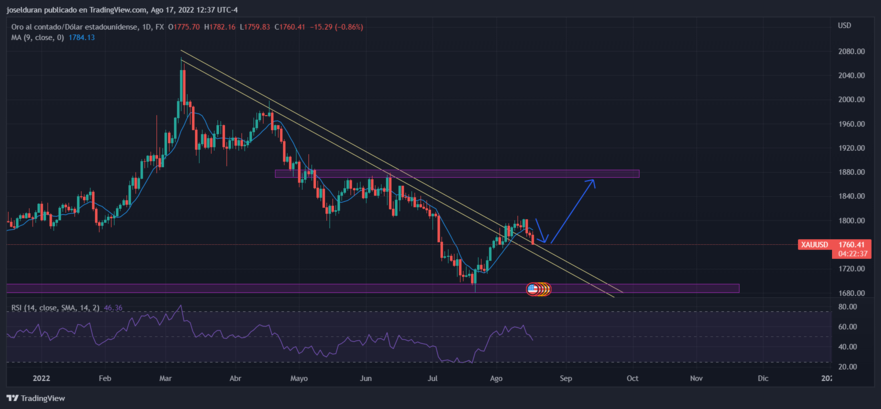 joselduran publicado en TradingView.com, Ago 17, 2022 12:37 UTC-4
Oro al contado/Dólar estadounidense, 1D, FX O1775.70 H1782.16 L1759.83 C1760.41 −15.29 (−0.86%)
MA (9, close, 0) 1784.13
USD
2080.00
2040.00
2000.00
1960.00
1920.00
1880.00
1840.00
1800.00
XAUUSD 1760.41
04:22:37
1720.00
1680.00
RSI (14, close, SMA, 14, 2) 46.36
80.00
60.00
40.00
20.00
2022 Feb Mar Abr Mayo Jun Jul Ago Sep Oct Nov Dic 202
TradingView